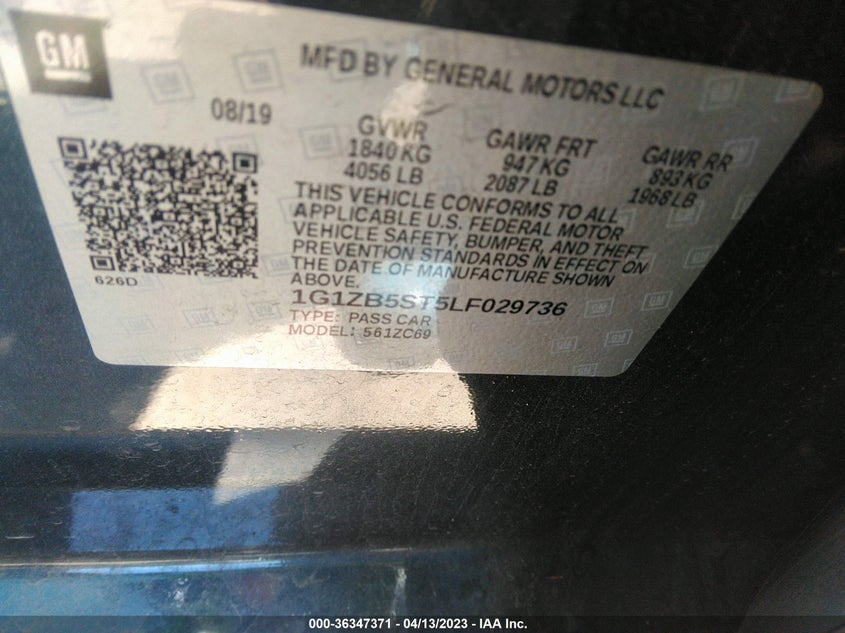 GM
MFD BY GENERAL MOTORS LLC
08/19
GVWR
1840 KG
4056 LB
GAWR FRT
947 KG
2087 LB
GAWR RR
893 KG
1968 LB
THIS VEHICLE CONFORMS TO ALL
APPLICABLE U.S. FEDERAL MOTOR
VEHICLE SAFETY, BUMPER, AND THEFT
PREVENTION STANDARDS IN EFFECT ON
THE DATE OF MANUFACTURE SHOWN
ABOVE.
626D
1G1ZB5ST5LF029736
TYPE: PASS CAR
MODEL: 561ZC69
000-36347371 / 04/13/2023 - IAA Inc.